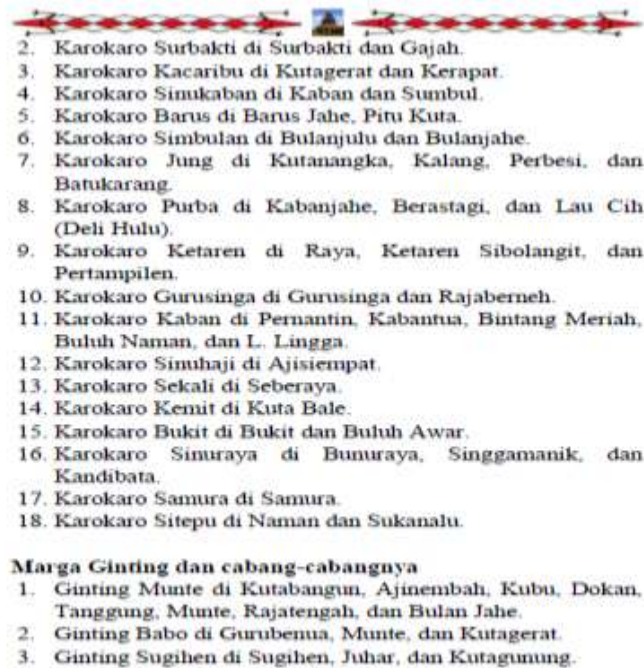 2. Karokaro Surbakti di Surbakti dan Gajah.
3. Karokaro Kacaribu di Kutagerat dan Kerapat.
4. Karokaro Sinukaban di Kaban dan Sumbul.
5. Karokaro Barus di Barus Jahe, Pitu Kuta.
6. Karokaro Simbulan di Bulanjulu dan Bulanjahe.
7. Karokaro Jung di Kutanangka, Kalang, Perbesi, dan
Batukarang.
8. Karokaro Purba di Kabanjahe, Berastagi, dan Lau Cih
(Deli Hulu).
9. Karokaro Ketaren di Raya, Ketaren Sibolangit, dan
Pertampilen.
10. Karokaro Gurusinga di Gurusinga dan Rajaberneh.
11. Karokaro Kaban di Pernantin, Kabantua, Bintang Meriah,
Buluh Naman, dan L. Lingga.
12. Karokaro Sinuhaji di Ajisiempat.
13. Karokaro Sekali di Seberaya.
14. Karokaro Kemit di Kuta Bale.
15. Karokaro Bukit di Bukit dan Buluh Awar.
16. Karokaro Sinuraya di Bunuraya, Singgamanik, dan
Kandibata.
17. Karokaro Samura di Samura.
18. Karokaro Sitepu di Naman dan Sukanalu.
Marga Ginting dan cabang-cabangnya
1. Ginting Munte di Kutabangun, Ajinembah, Kubu, Dokan,
Tanggung, Munte, Rajatengah, dan Bulan Jahe.
2. Ginting Babo di Gurubenua, Munte, dan Kutagerat.
3. Ginting Sugihen di Sugihen, Juhar, dan Kutagunung.